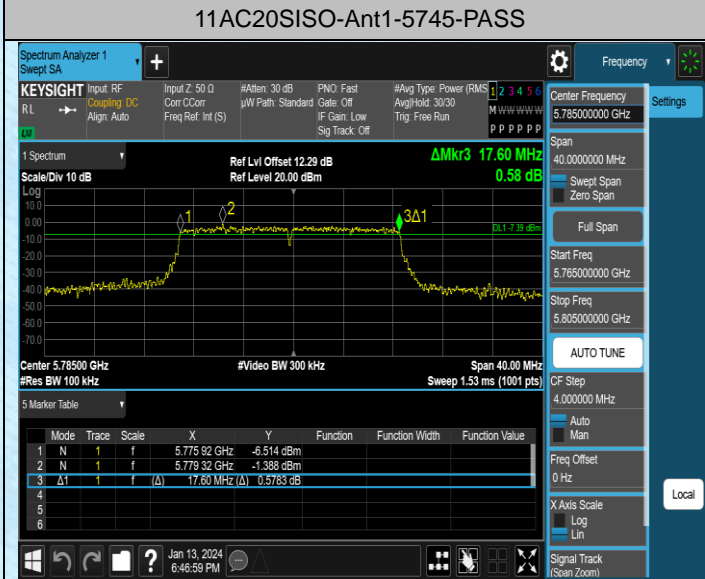 11AC20SISO-Ant1-5745-PASS
Spectrum Analyzer 1
Swept SA
+
Frequency
KEYSIGHT
RL
LXI
Input: RF
Coupling: DC
Align: Auto
Input Z: 50 Ω
Corr CCorr
Freq Ref: Int (S)
#Atten: 30 dB
µW Path: Standard
PNO: Fast
Gate: Off
IF Gain: Low
Sig Track: Off
#Avg Type: Power (RMS
Avg|Hold: 30/30
Trig: Free Run
1 2 3 4 5 6
M W W W W W
P P P P P P
1 Spectrum
Scale/Div 10 dB
Ref Lvl Offset 12.29 dB
Ref Level 20.00 dBm
ΔMkr3 17.60 MHz
0.58 dB
Log
10.0
0.00
-10.0
-20.0
-30.0
-40.0
-50.0
-60.0
-70.0
1
2
3Δ1
DL1 -7.39 dBm
Center 5.78500 GHz
#Video BW 300 kHz
Span 40.00 MHz
#Res BW 100 kHz
Sweep 1.53 ms (1001 pts)
5 Marker Table
Mode Trace Scale X Y Function Function Width Function Value
1 N 1 f 5.775 92 GHz -6.514 dBm
2 N 1 f 5.779 32 GHz -1.388 dBm
3 Δ1 1 f (Δ) 17.60 MHz (Δ) 0.5783 dB
4
5
6
Center Frequency
5.785000000 GHz
Settings
Span
40.0000000 MHz
Swept Span
Zero Span
Full Span
Start Freq
5.765000000 GHz
Stop Freq
5.805000000 GHz
AUTO TUNE
CF Step
4.000000 MHz
Auto
Man
Freq Offset
0 Hz
X Axis Scale
Log
Lin
Signal Track
(Span Zoom)
Local
?
Jan 13, 2024
6:46:59 PM